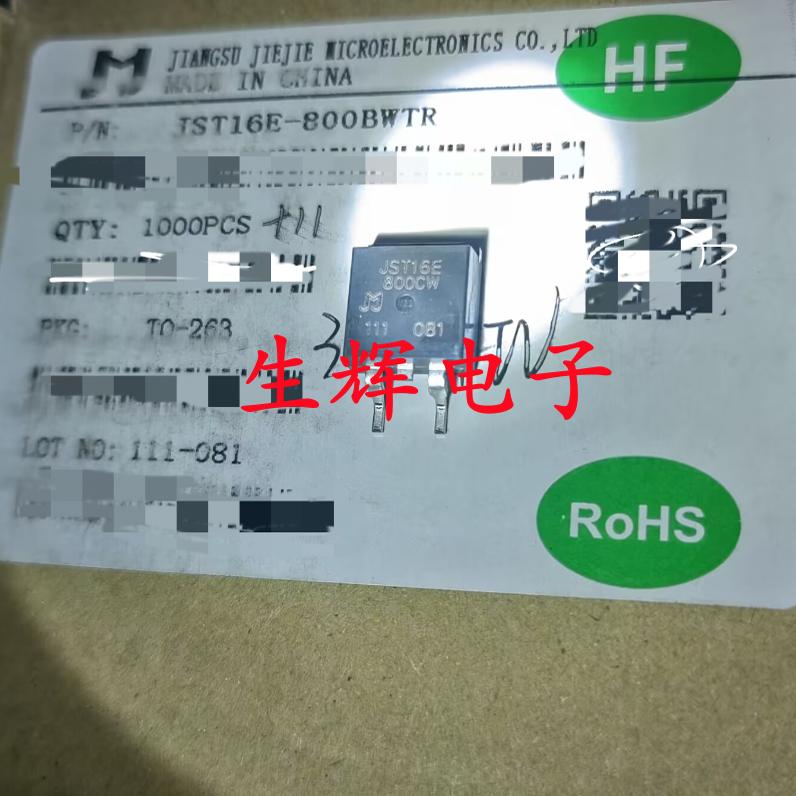 JIANGSU JIEJIE MICROELECTRONICS CO.,LTD
MADE IN CHINA
HF
P/N: JST16E-800BWTR
QTY: 1000PCS +11
JST16E
800CW
111 081
PKG: TO-263
生辉电子
LOT NO: 111-081
RoHS